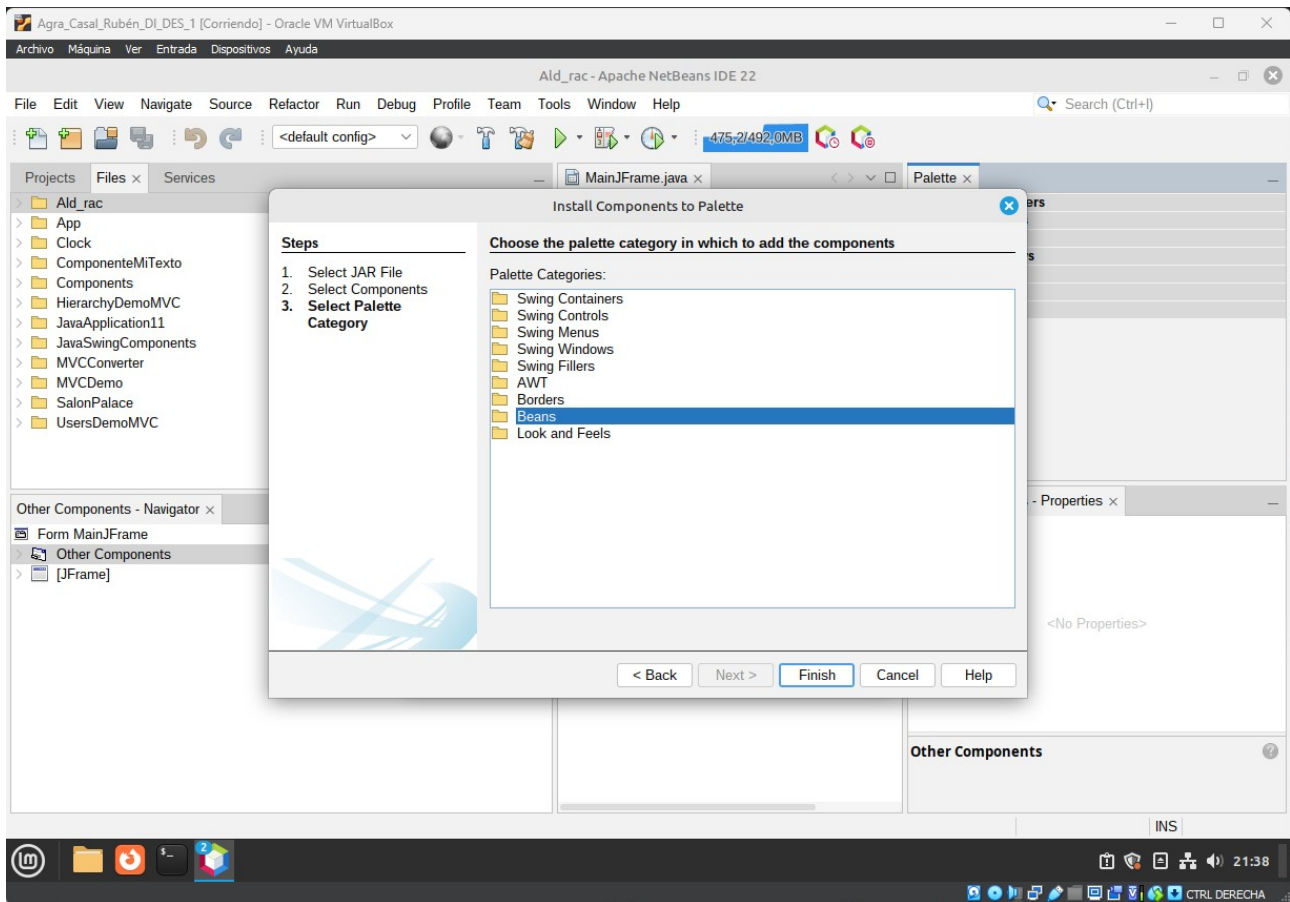 Agra_Casal_Rubén_DI_DES_1 [Corriendo] - Oracle VM VirtualBox
Archivo Máquina Ver Entrada Dispositivos Ayuda
Ald_rac - Apache NetBeans IDE 22
File Edit View Navigate Source Refactor Run Debug Profile Team Tools Window Help Search (Ctrl+I)
<default config> 475,2/492,0MB
Projects Files Services MainJFrame.java Palette
Ald_rac
App
Clock
ComponenteMiTexto
Components
HierarchyDemoMVC
JavaApplication11
JavaSwingComponents
MVCConverter
MVCDemo
SalonPalace
UsersDemoMVC
Install Components to Palette
Steps
1. Select JAR File
2. Select Components
3. Select Palette
Category
Choose the palette category in which to add the components
Palette Categories:
Swing Containers
Swing Controls
Swing Menus
Swing Windows
Swing Fillers
AWT
Borders
Beans
Look and Feels
< Back Next > Finish Cancel Help
ers
s
Other Components - Navigator
Form MainJFrame
Other Components
[JFrame]
- Properties
<No Properties>
Other Components
INS
2
21:38
CTRL DERECHA